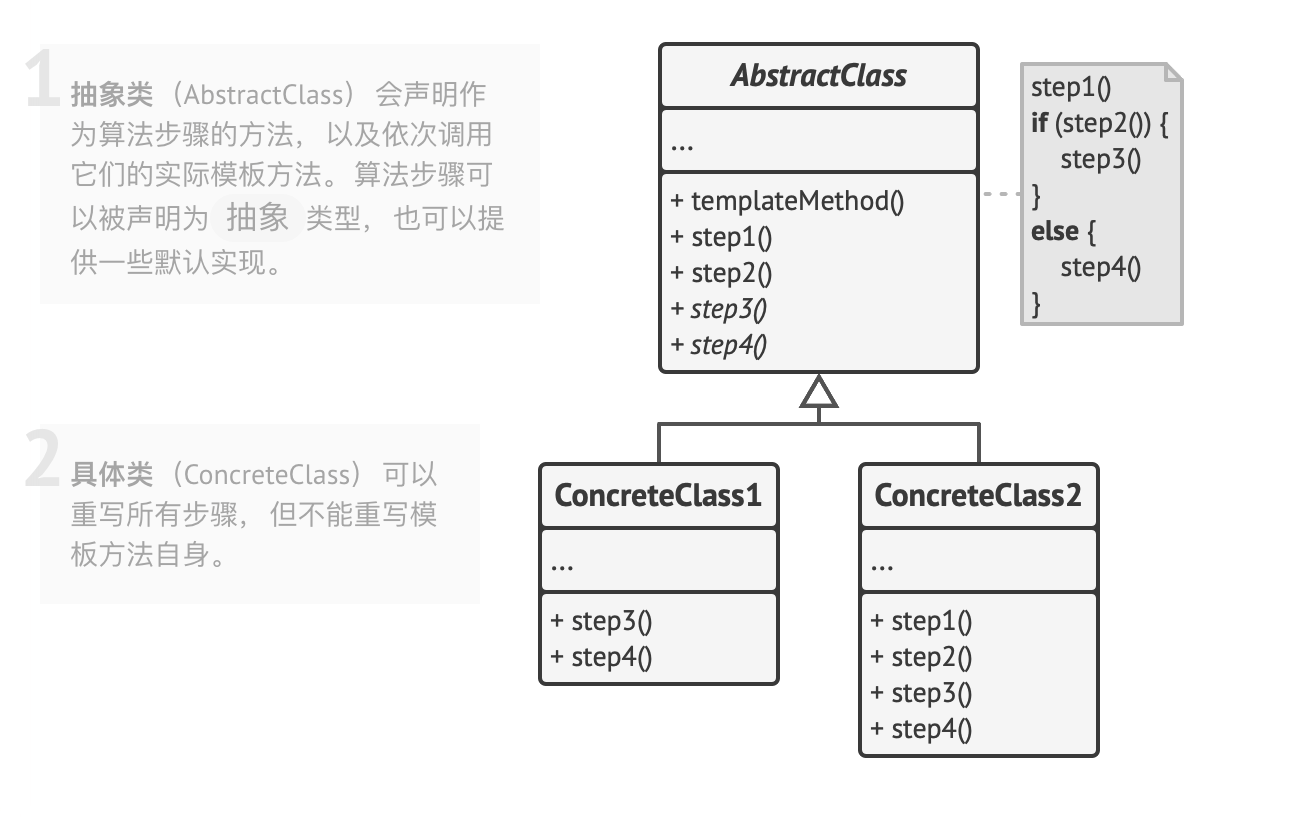 1
抽象类 （AbstractClass） 会声明作
为算法步骤的方法， 以及依次调用
它们的实际模板方法。 算法步骤可
以被声明为 抽象 类型， 也可以提
供一些默认实现。
AbstractClass
...
+ templateMethod()
+ step1()
+ step2()
+ step3()
+ step4()
step1()
if (step2()) {
step3()
}
else {
step4()
}
2
具体类 （ConcreteClass） 可以
重写所有步骤， 但不能重写模
板方法自身。
ConcreteClass1
...
+ step3()
+ step4()
ConcreteClass2
...
+ step1()
+ step2()
+ step3()
+ step4()